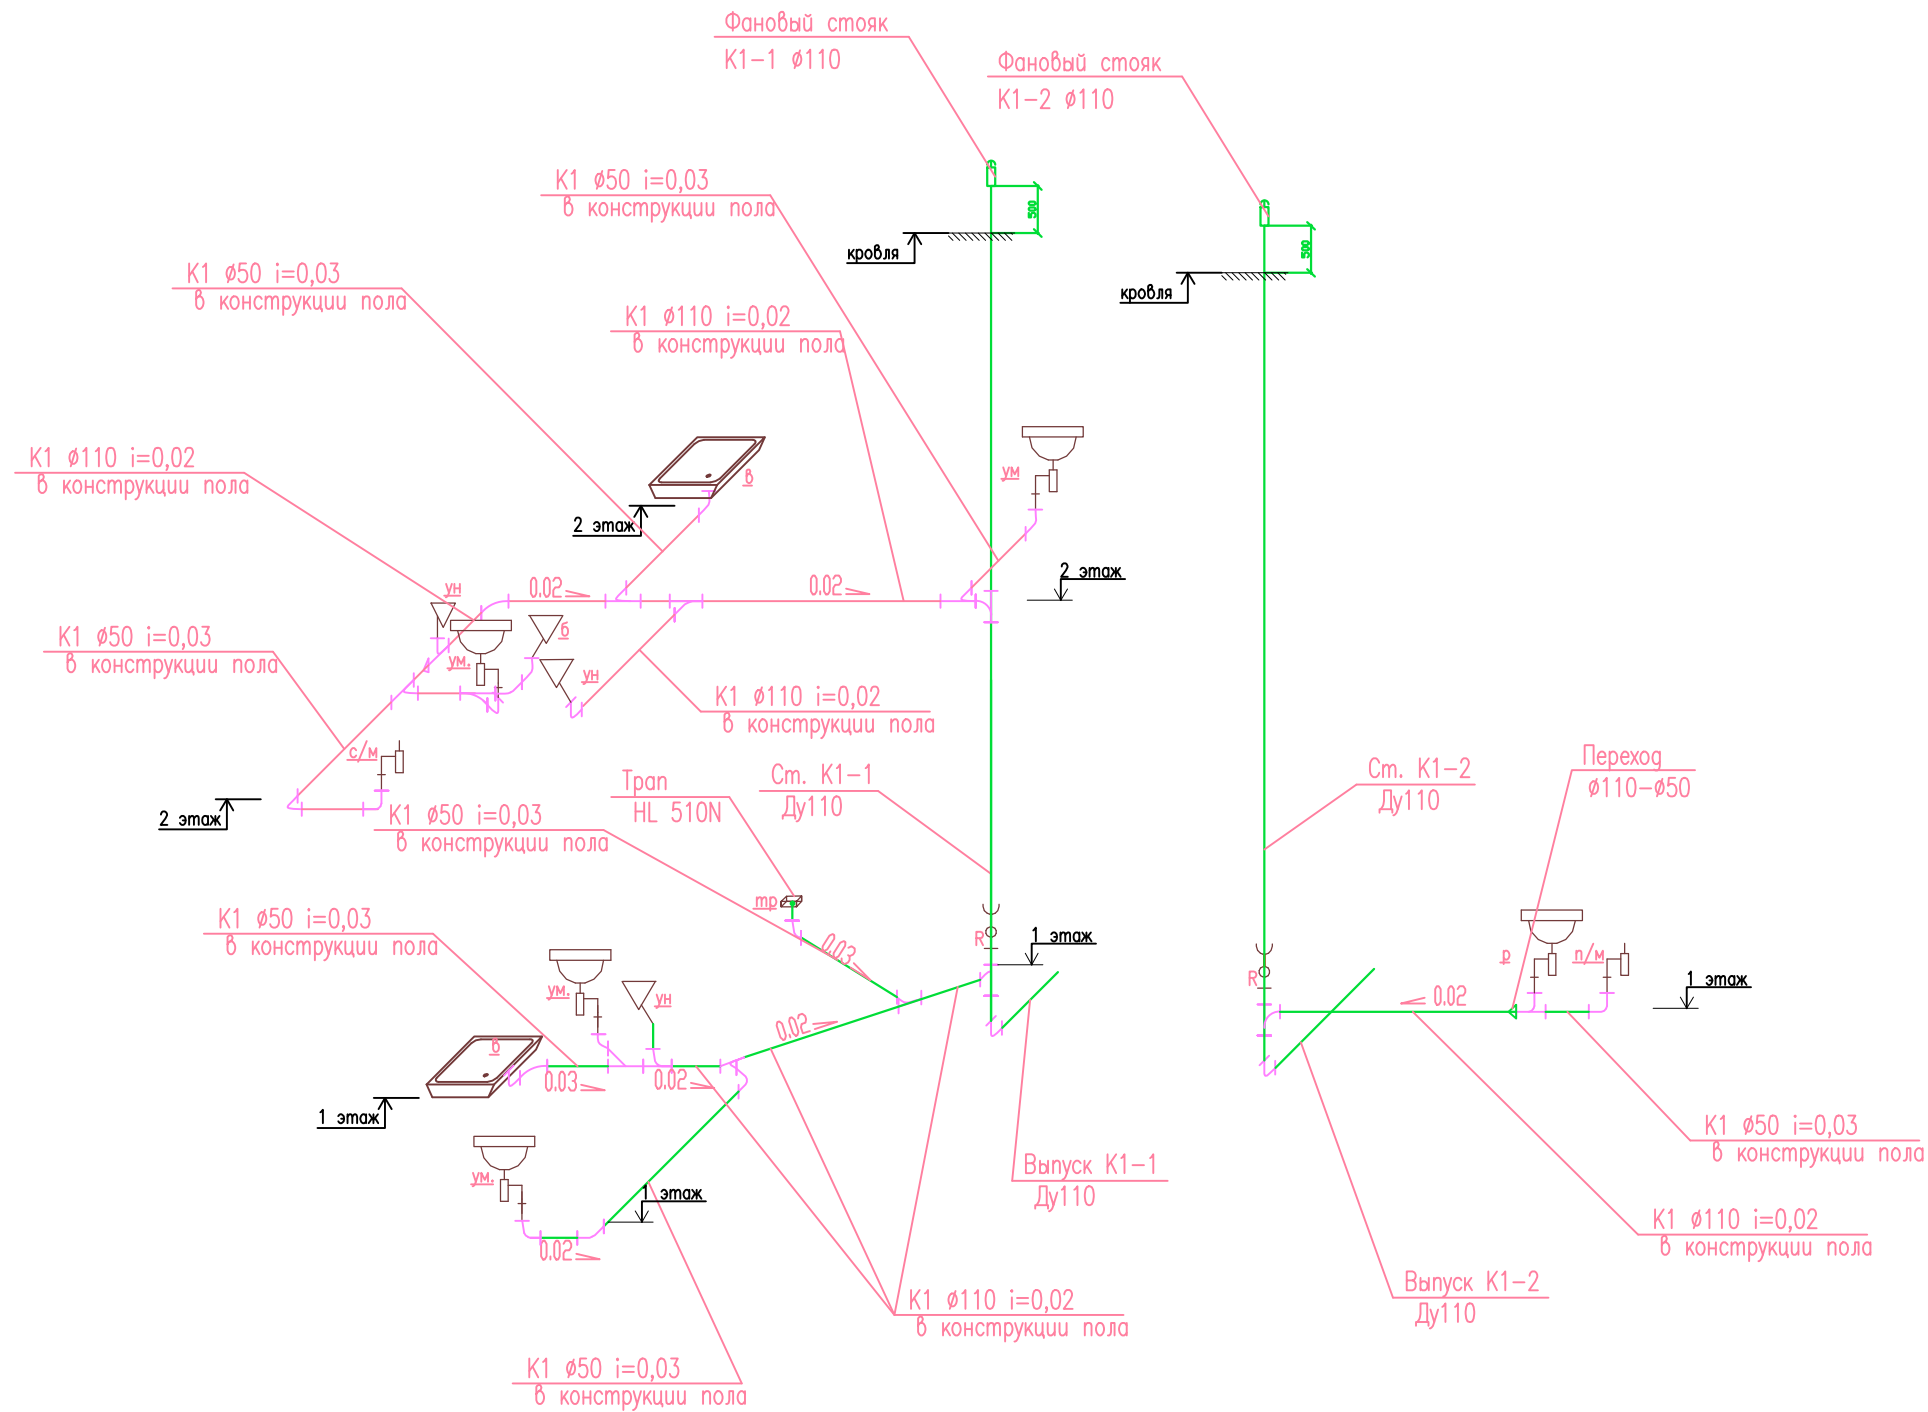 Фановый стояк
К1-1 ø110
Фановый стояк
К1-2 ø110
К1 ø50 i=0,03
в конструкции пола
500
кровля
500
кровля
К1 ø50 i=0,03
в конструкции пола
К1 ø110 i=0,02
в конструкции пола
К1 ø110 i=0,02
в конструкции пола
в
ум
2 этаж
2 этаж
0.02
0.02
ун
б
К1 ø50 i=0,03
в конструкции пола
ум.
ун
К1 ø110 i=0,02
в конструкции пола
с/м
2 этаж
Трап
HL 510N
Ст. К1-1
Ду110
Ст. К1-2
Ду110
Переход
ø110-ø50
К1 ø50 i=0,03
в конструкции пола
тр
0.03
R
1 этаж
К1 ø50 i=0,03
в конструкции пола
р
п/м
R
1 этаж
0.02
ум.
ун
0.02
в
0.03
0.02
1 этаж
К1 ø50 i=0,03
в конструкции пола
ум.
1 этаж
Выпуск К1-1
Ду110
0.02
К1 ø110 i=0,02
в конструкции пола
Выпуск К1-2
Ду110
К1 ø110 i=0,02
в конструкции пола
К1 ø50 i=0,03
в конструкции пола